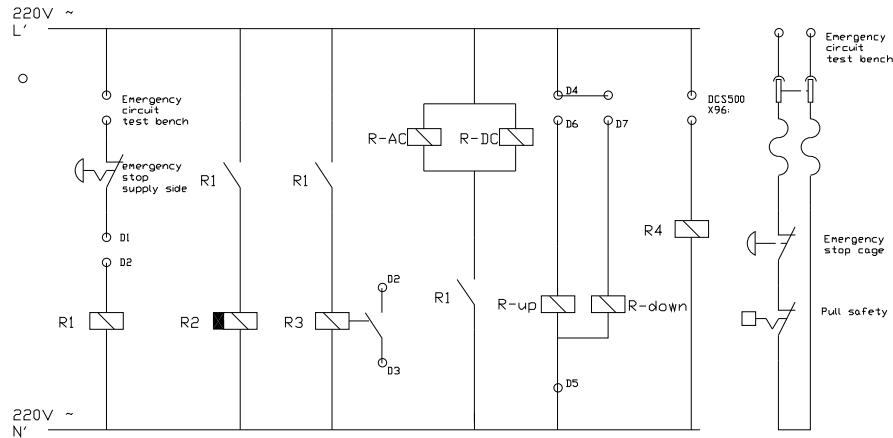 220V ~
L'
Emergency
circuit
test bench
emergency
stop
supply side
D1
D2
R1
R1
R2
R1
R3
D2
D3
R-AC
R-DC
R1
D4
D6
D7
R-up
R-down
D5
DCS500
X96:
R4
Emergency
circuit
test bench
Emergency
stop cage
Pull safety
220V ~
N'